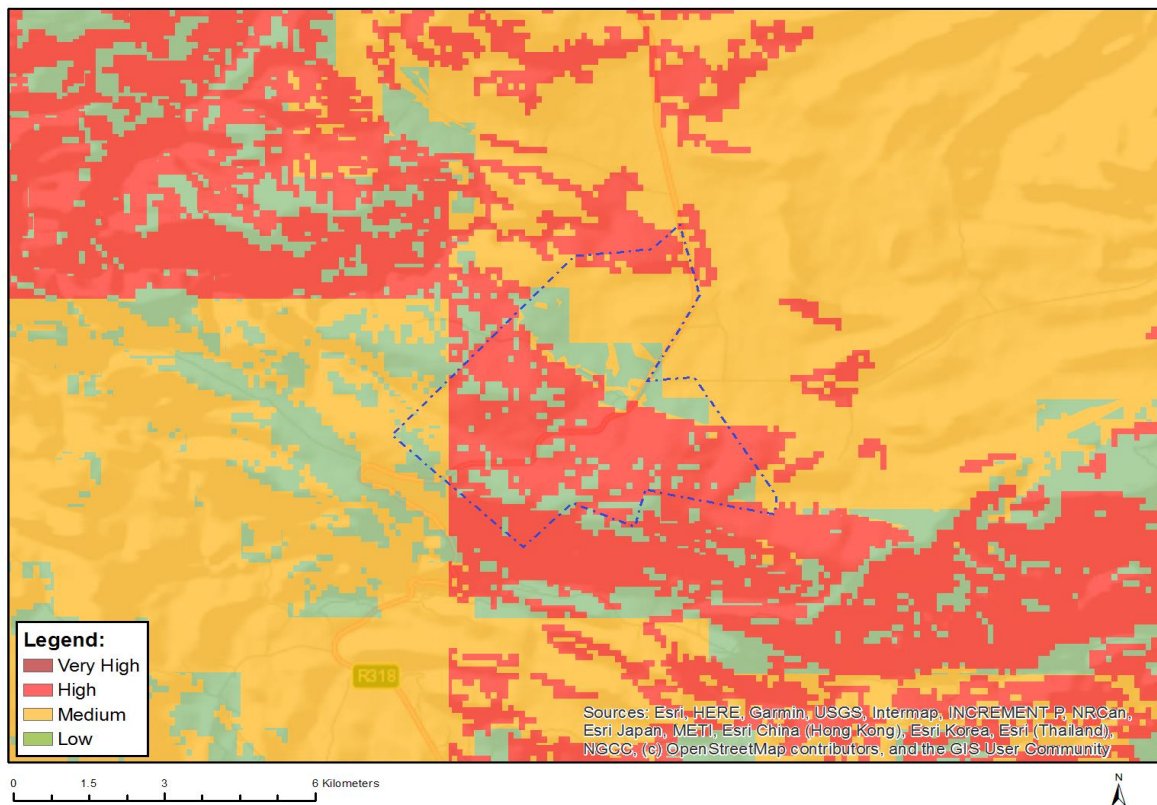 R318
Legend:
Very High
High
Medium
Low
Sources: Esri, HERE, Garmin, USGS, Intermap, INCREMENT P, NRCan,
Esri Japan, METI, Esri China (Hong Kong), Esri Korea, Esri (Thailand),
NGCC, (c) OpenStreetMap contributors, and the GIS User Community
0 1.5 3 6 Kilometers
N